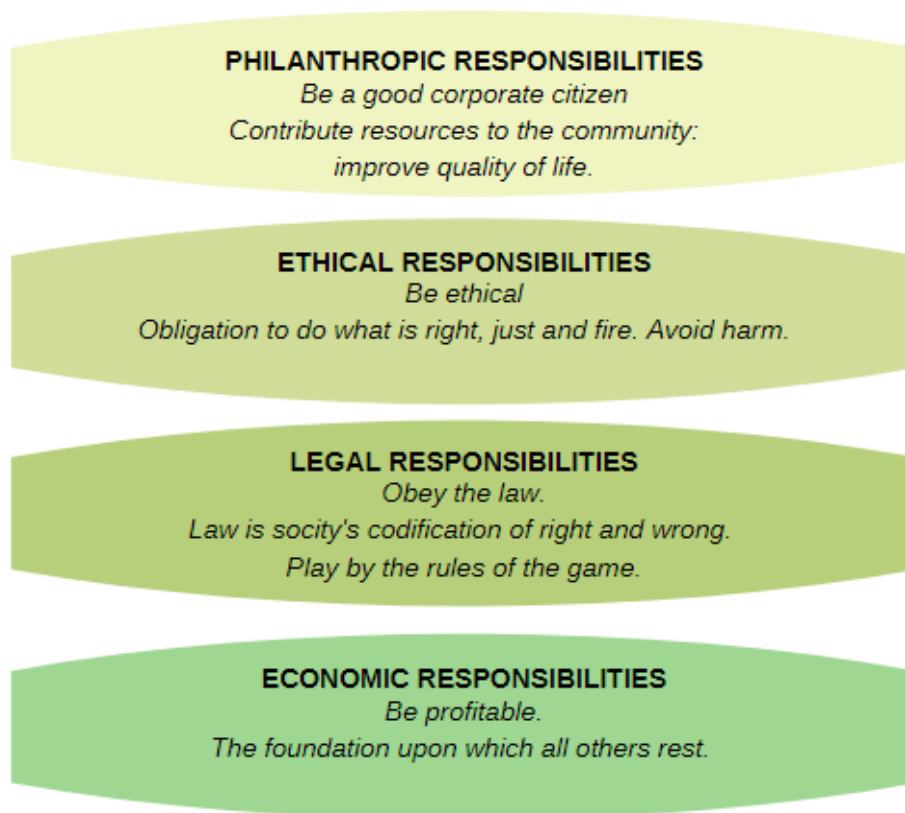 PHILANTHROPIC RESPONSIBILITIES
Be a good corporate citizen
Contribute resources to the community:
improve quality of life.
ETHICAL RESPONSIBILITIES
Be ethical
Obligation to do what is right, just and fire. Avoid harm.
LEGAL RESPONSIBILITIES
Obey the law.
Law is socity's codification of right and wrong.
Play by the rules of the game.
ECONOMIC RESPONSIBILITIES
Be profitable.
The foundation upon which all others rest.